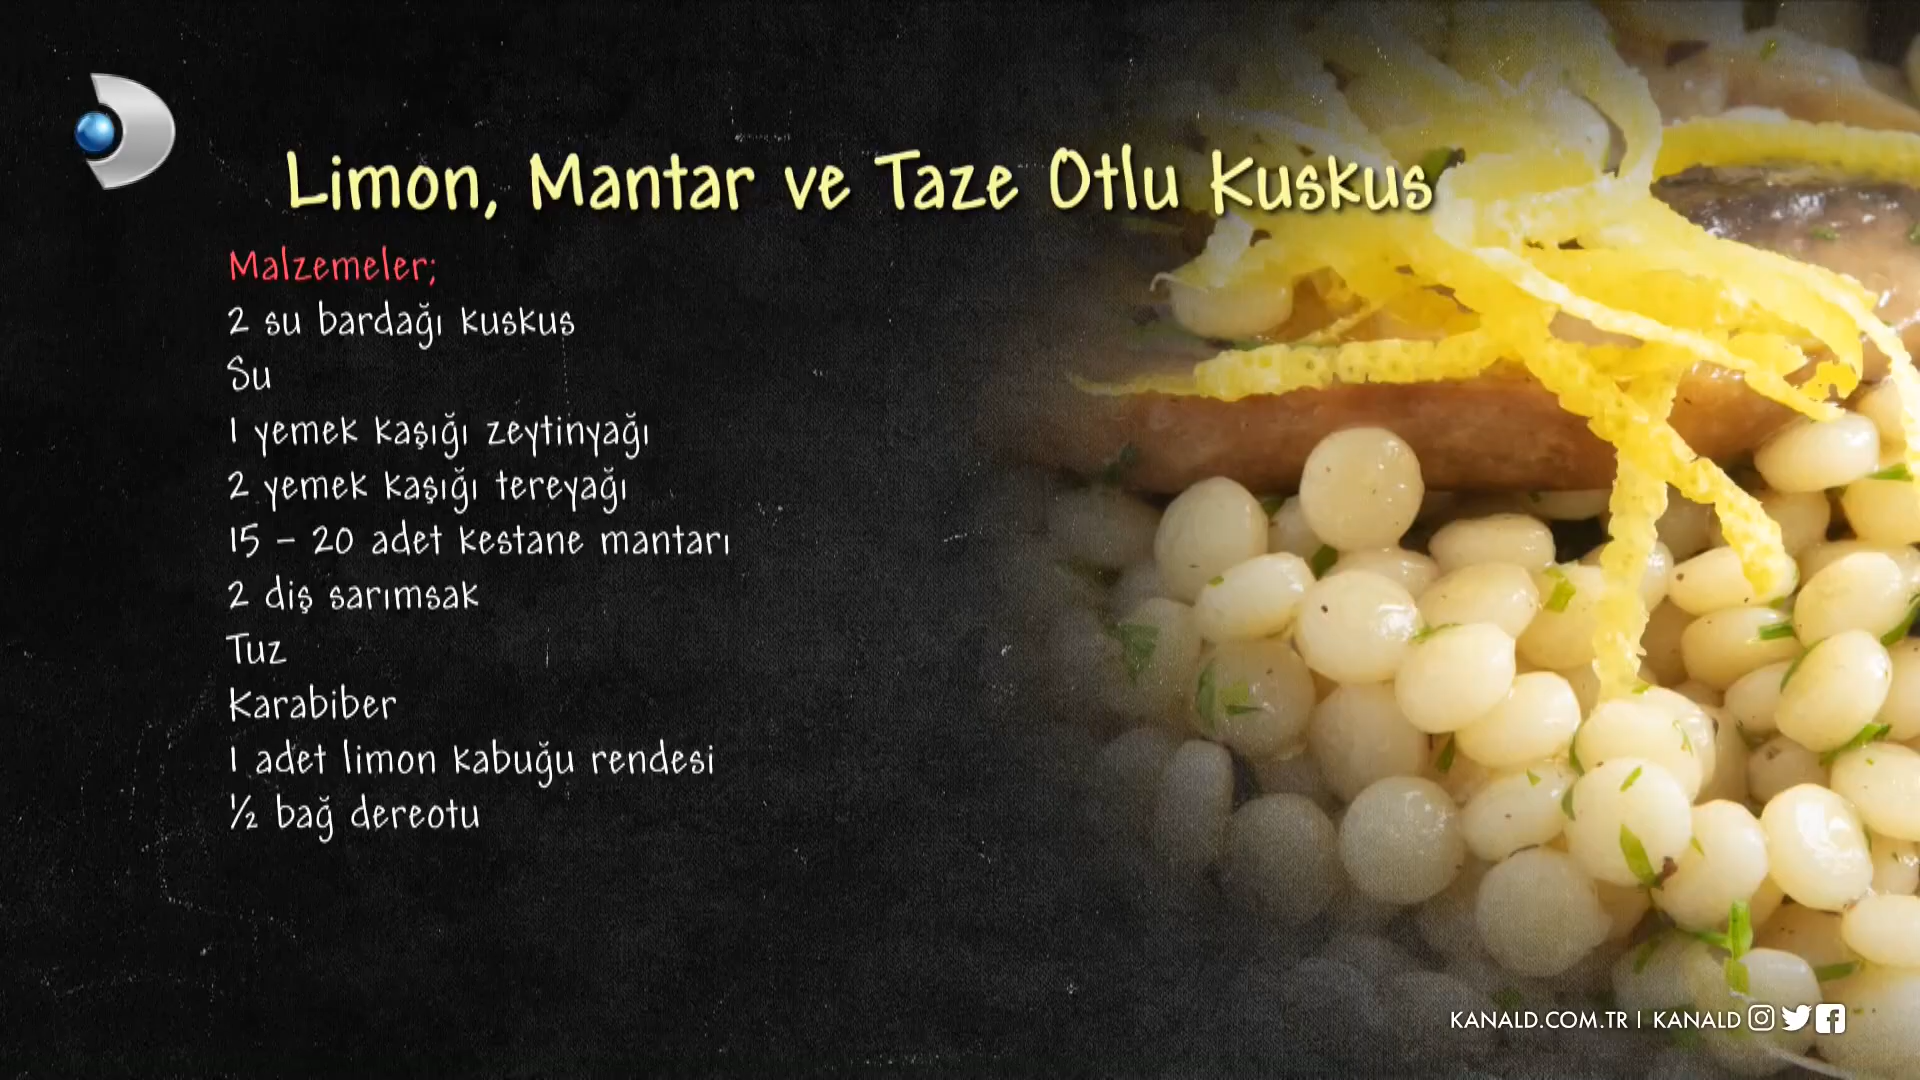 Limon, Mantar ve Taze Otlu Kuskus
Malzemeler;
2 su bardağı kuskus
Su
1 yemek kaşığı zeytinyağı
2 yemek kaşığı tereyağı
15 – 20 adet kestane mantarı
2 diş sarımsak
Tuz
Karabiber
1 adet limon kabuğu rendesi
½ bağ dereotu
KANALD.COM.TR | KANALD